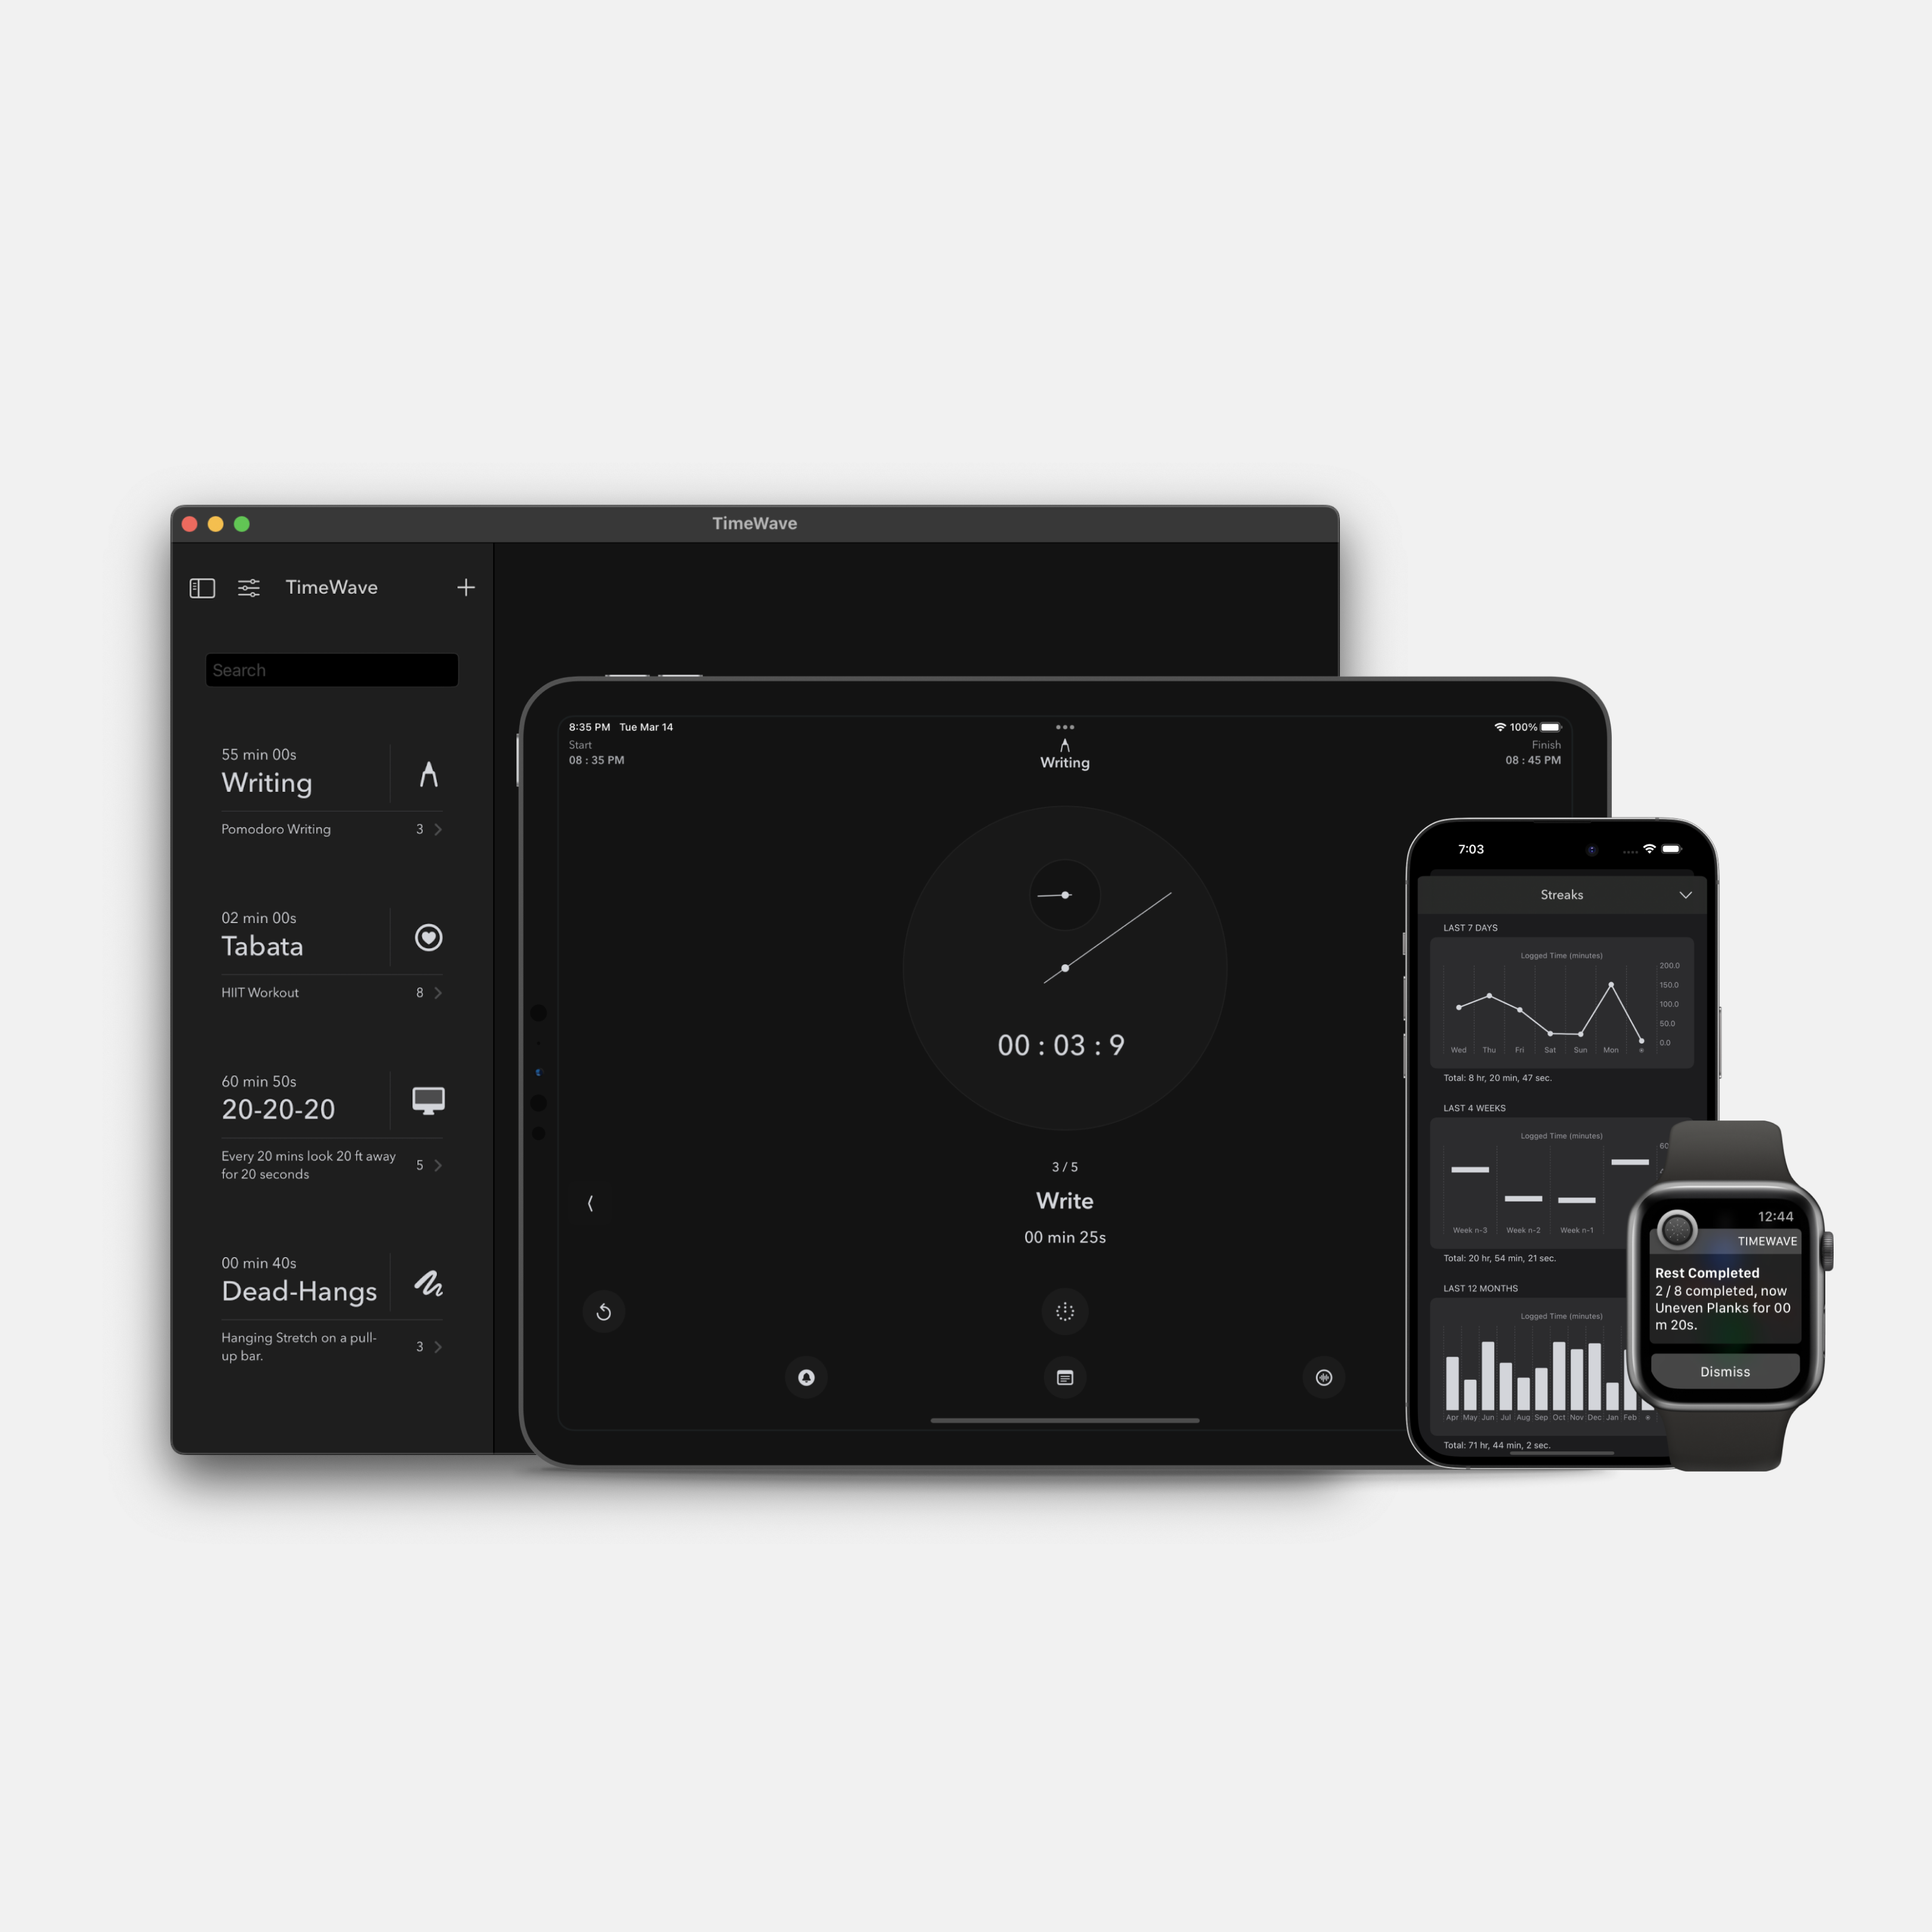 TimeWave
TimeWave
Search
55 min 00s
Writing
Pomodoro Writing 3
02 min 00s
Tabata
HIIT Workout 8
60 min 50s
20-20-20
Every 20 mins look 20 ft away
for 20 seconds
5
00 min 40s
Dead-Hangs
Hanging Stretch on a pull-
up bar.
3
8:35 PM Tue Mar 14
100%
Start
08 : 35 PM
Writing
Finish
08 : 45 PM
00 : 03 : 9
3 / 5
Write
00 min 25s
7:03
Streaks
LAST 7 DAYS
Logged Time (minutes)
200.0
150.0
100.0
50.0
0.0
Wed Thu Fri Sat Sun Mon
Total: 8 hr, 20 min, 47 sec.
LAST 4 WEEKS
Logged Time (minutes)
Week n-3 Week n-2 Week n-1
Total: 20 hr, 54 min, 21 sec.
LAST 12 MONTHS
Logged Time (minutes)
Apr May Jun Jul Aug Sep Oct Nov Dec Jan Feb
Total: 71 hr, 44 min, 2 sec.
12:44
TIMEWAVE
Rest Completed
2 / 8 completed, now
Uneven Planks for 00
m 20s.
Dismiss